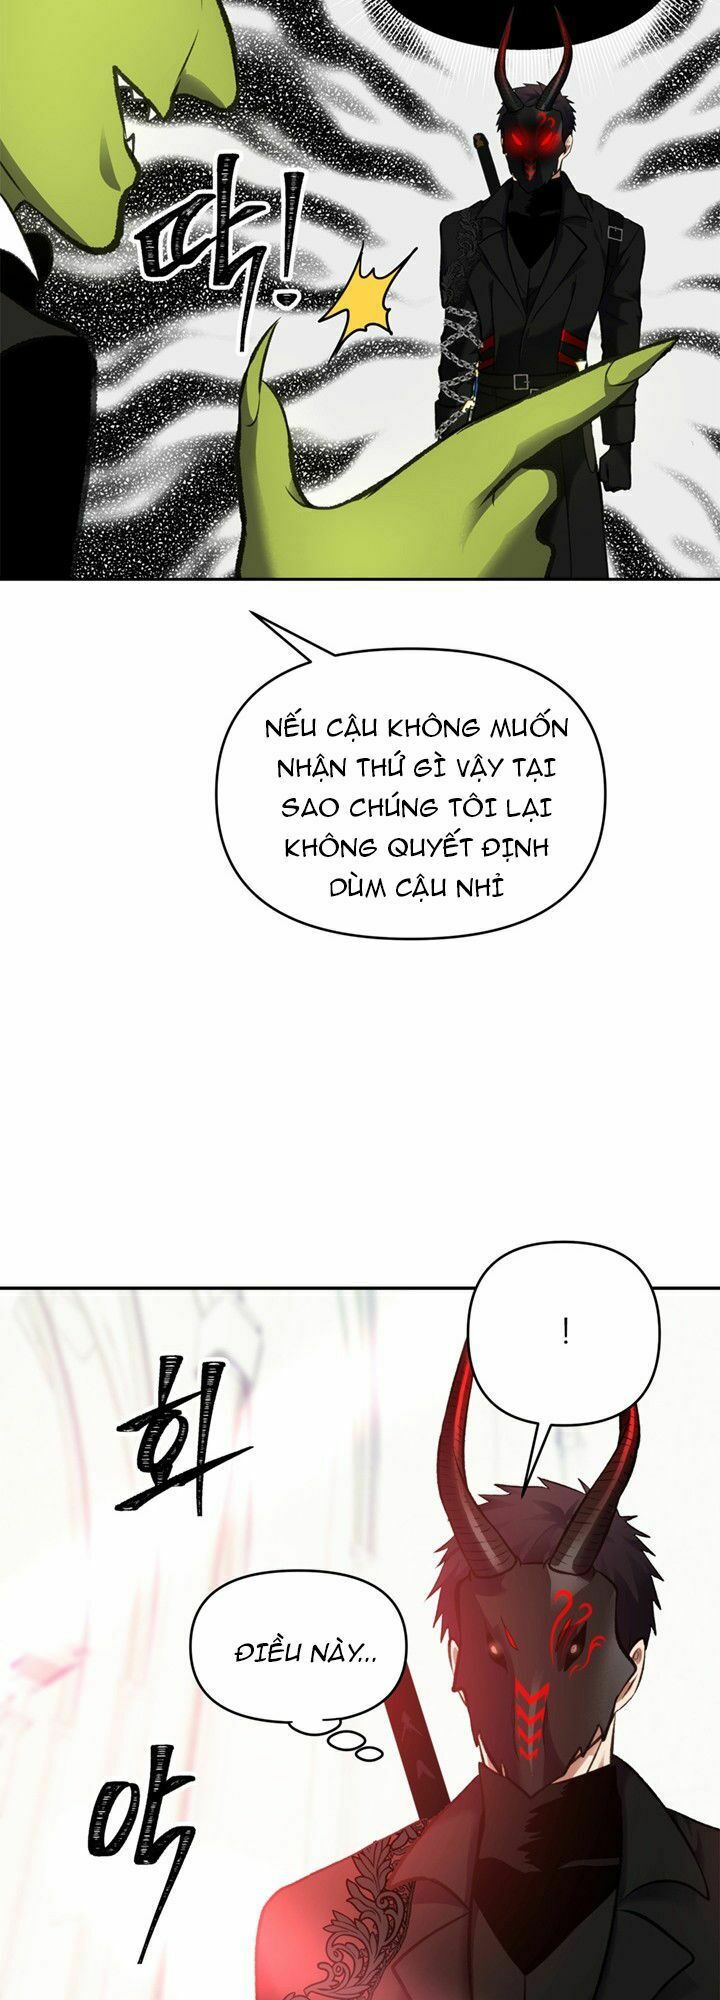 딱!
NẾU CẬU KHÔNG MUỐN
NHẬN THỨ GÌ VẬY TẠI
SAO CHÚNG TÔI LẠI
KHÔNG QUYẾT ĐỊNH
DÙM CẬU NHỈ
!
화
ĐIỀU NÀY...
악